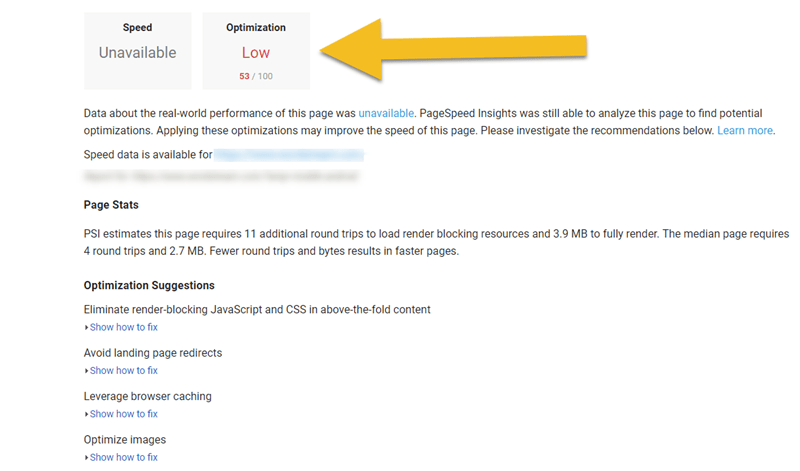 Speed
Unavailable
Optimization
Low
53 / 100
Data about the real-world performance of this page was unavailable. PageSpeed Insights was still able to analyze this page to find potential
optimizations. Applying these optimizations may improve the speed of this page. Please investigate the recommendations below. Learn more.
Speed data is available for
Page Stats
PSI estimates this page requires 11 additional round trips to load render blocking resources and 3.9 MB to fully render. The median page requires
4 round trips and 2.7 MB. Fewer round trips and bytes results in faster pages.
Optimization Suggestions
Eliminate render-blocking JavaScript and CSS in above-the-fold content
Show how to fix
Avoid landing page redirects
Show how to fix
Leverage browser caching
Show how to fix
Optimize images
Show how to fix